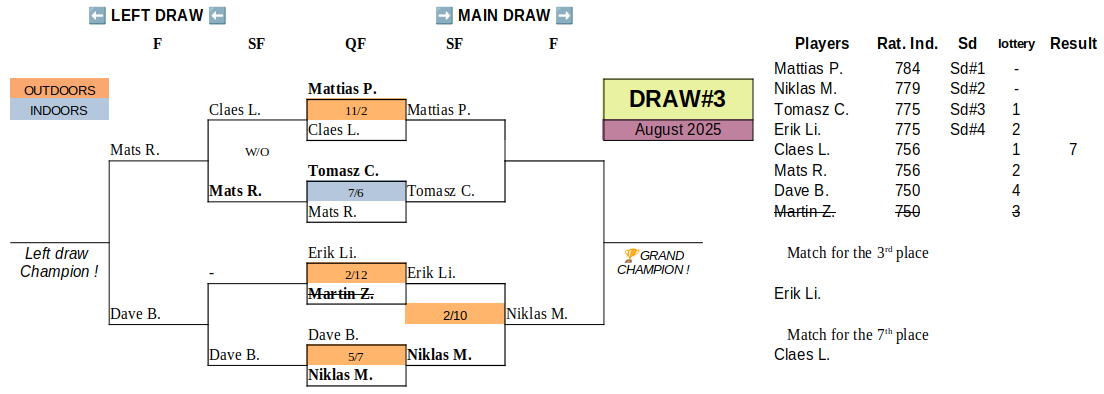 ⬅️ LEFT DRAW ⬅️ ➡️ MAIN DRAW ➡️
F SF QF SF F
Players Rat. Ind. Sd lottery Result
Mattias P. 784 Sd#1 -
OUTDOORS Mattias P. DRAW#3 Niklas M. 779 Sd#2 -
INDOORS Claes L. 11/2 Mattias P. Tomasz C. 775 Sd#3 1
Claes L. August 2025 Erik Li. 775 Sd#4 2
Mats R. W/O Claes L. 756 1 7
Tomasz C. Mats R. 756 2
Mats R. 7/6 Tomasz C. Dave B. 750 4
Mats R. Martin Z. 750 3
Left draw - Erik Li. 🏆GRAND Match for the 3rd place
Champion ! 2/12 Erik Li. CHAMPION !
Martin Z. Erik Li.
Dave B. 2/10 Niklas M.
Dave B. Match for the 7th place
Dave B. 5/7 Niklas M. Claes L.
Niklas M.